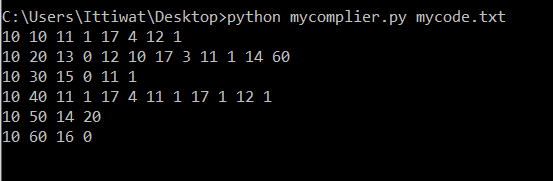 C:\Users\Ittiwat\Desktop>python mycomplier.py mycode.txt
10 10 11 1 17 4 12 1
10 20 13 0 12 10 17 3 11 1 14 60
10 30 15 0 11 1
10 40 11 1 17 4 11 1 17 1 12 1
10 50 14 20
10 60 16 0